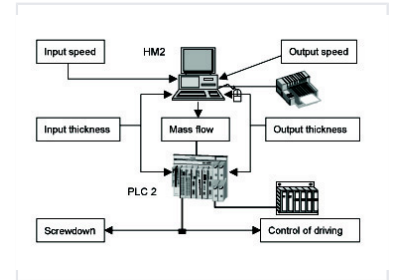 Input speed
HM2
Output speed
Input thickness
Mass flow
Output thickness
PLC 2
Screwdown
Control of driving